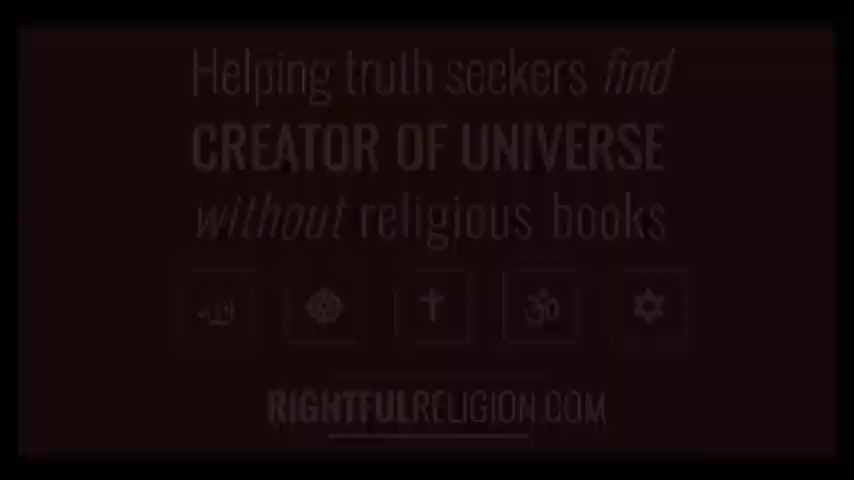 Helping truth seekers find
CREATOR OF UNIVERSE
without religious books
RIGHTFULRELIGION.COM